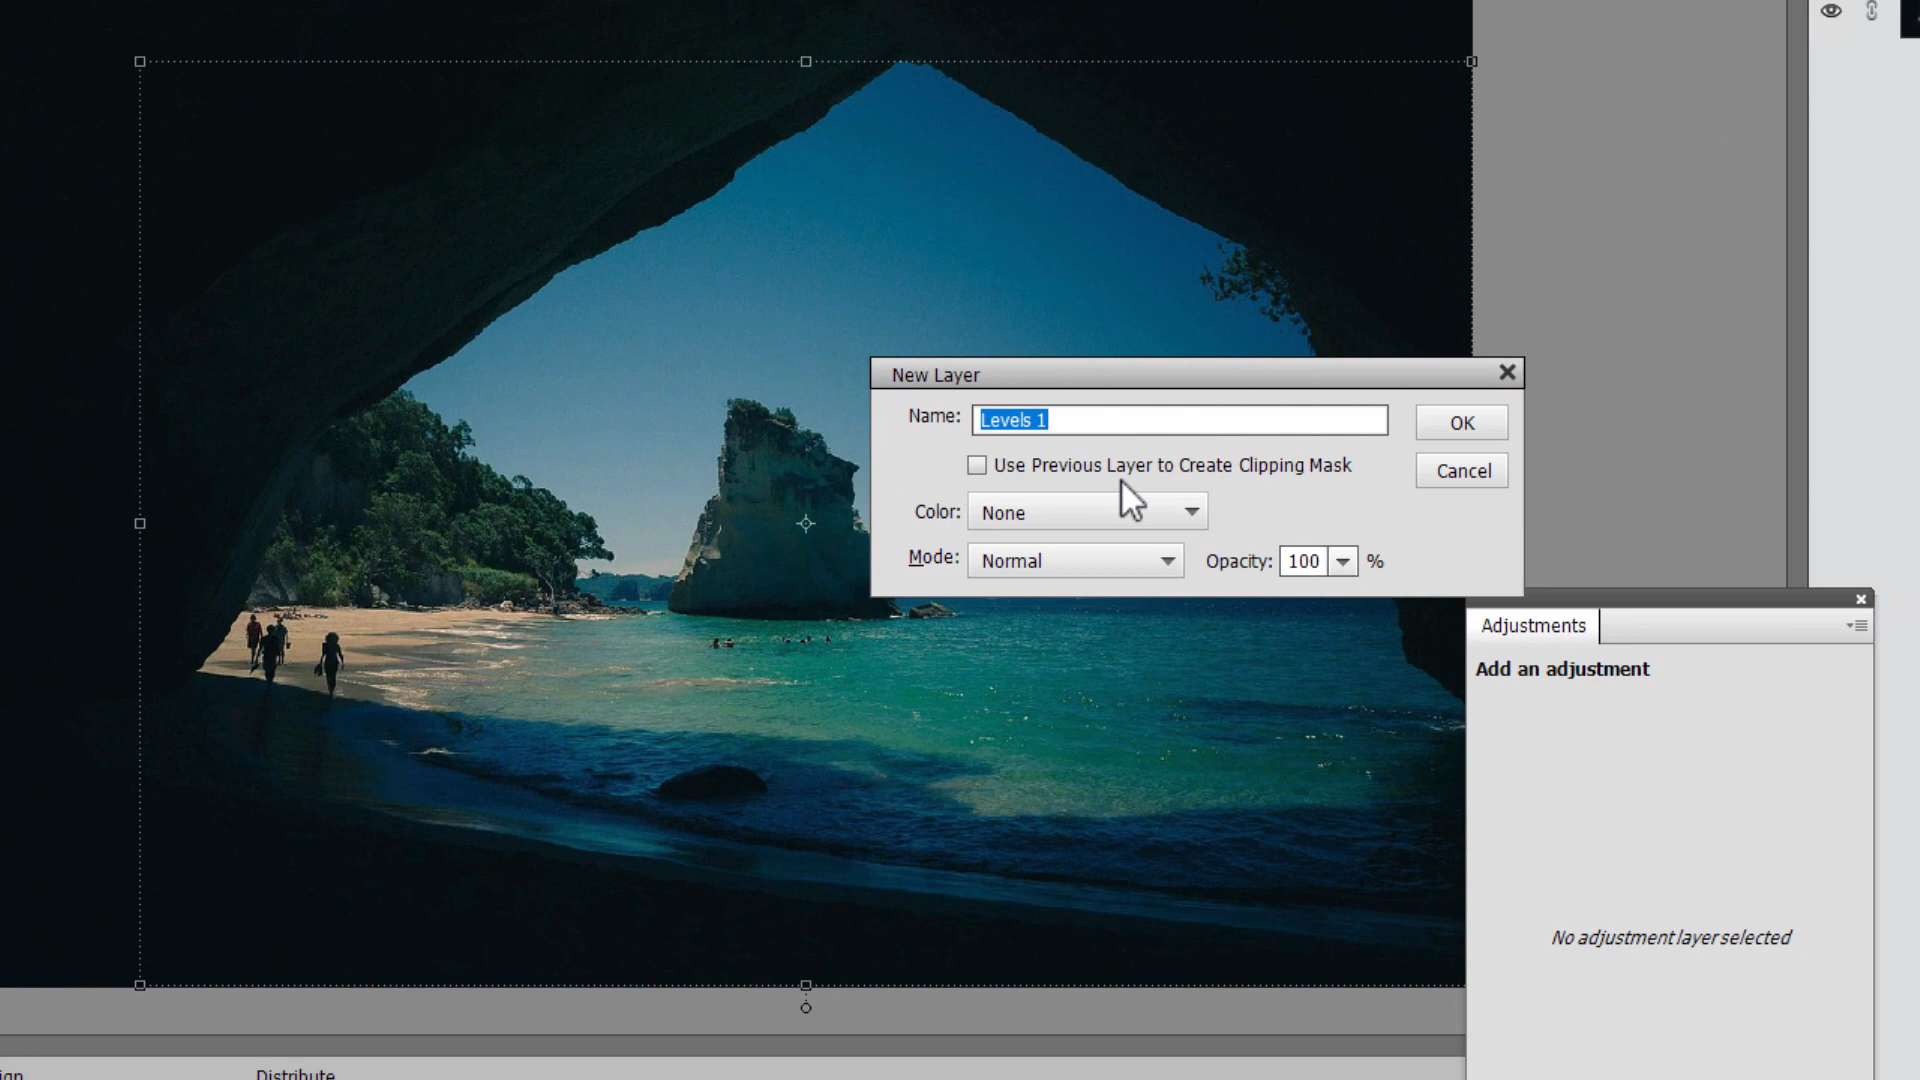 New Layer
Name: Levels 1 OK
Use Previous Layer to Create Clipping Mask
Cancel
Color: None
Mode: Normal Opacity: 100 %
Adjustments
Add an adjustment
No adjustment layer selected
Distribute